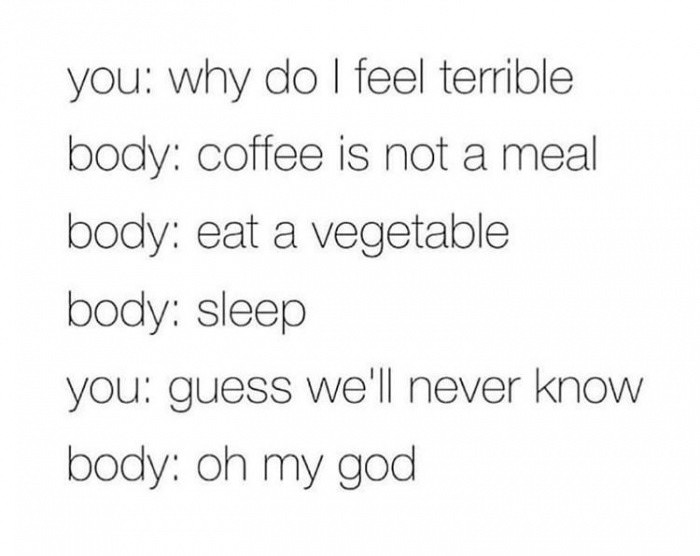 you: why do I feel terrible
body: coffee is not a meal
body: eat a vegetable
body: sleep
you: guess we'll never know
body: oh my god